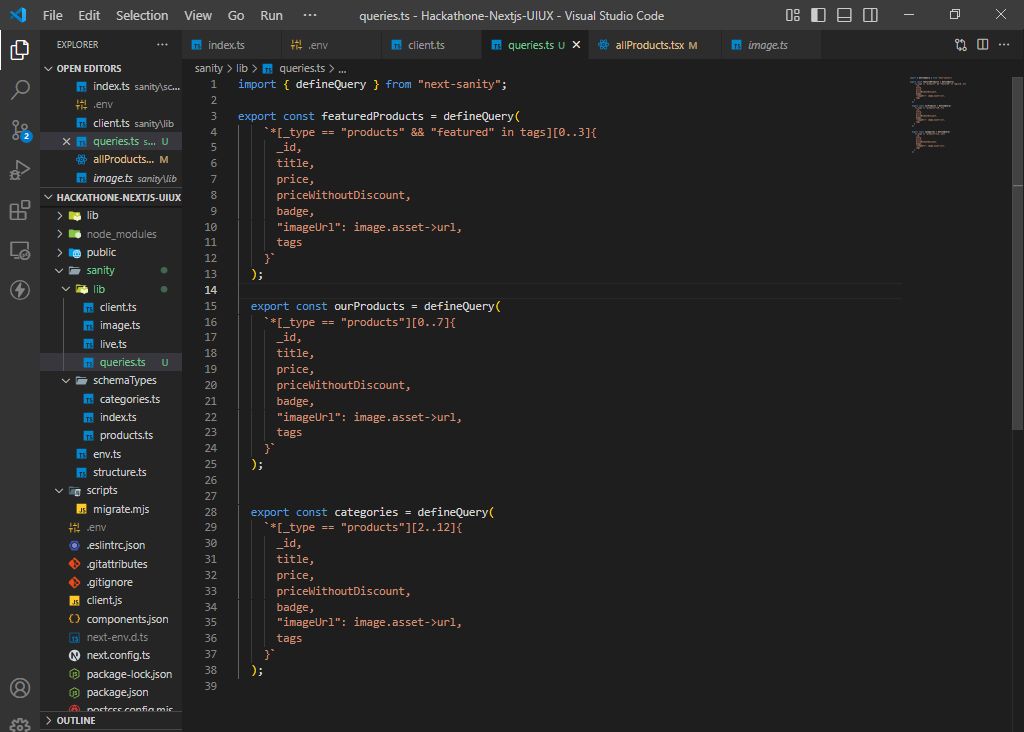 File Edit Selection View Go Run ··· queries.ts - Hackathone-Nextjs-UIUX - Visual Studio Code
EXPLORER ···
index.ts .env client.ts queries.ts U allProducts.tsx M image.ts ···
sanity > lib > queries.ts > ...
OPEN EDITORS
index.ts sanity\sc...
.env
client.ts sanity\lib
queries.ts s... U
allProducts... M
image.ts sanity\lib
HACKATHONE-NEXTJS-UIUX
lib
node_modules
public
sanity
lib
client.ts
image.ts
live.ts
queries.ts U
schemaTypes
categories.ts
index.ts
products.ts
env.ts
structure.ts
scripts
migrate.mjs
.env
.eslintrc.json
.gitattributes
.gitignore
client.js
components.json
next-env.d.ts
next.config.ts
package-lock.json
package.json
postcss.config.mjs
OUTLINE
2
1 import { defineQuery } from "next-sanity";
2
3 export const featuredProducts = defineQuery(
4 `*[_type == "products" && "featured" in tags][0..3]{
5 _id,
6 title,
7 price,
8 priceWithoutDiscount,
9 badge,
10 "imageUrl": image.asset->url,
11 tags
12 }`
13 );
14
15 export const ourProducts = defineQuery(
16 `*[_type == "products"][0..7]{
17 _id,
18 title,
19 price,
20 priceWithoutDiscount,
21 badge,
22 "imageUrl": image.asset->url,
23 tags
24 }`
25 );
26
27
28 export const categories = defineQuery(
29 `*[_type == "products"][2..12]{
30 _id,
31 title,
32 price,
33 priceWithoutDiscount,
34 badge,
35 "imageUrl": image.asset->url,
36 tags
37 }`
38 );
39